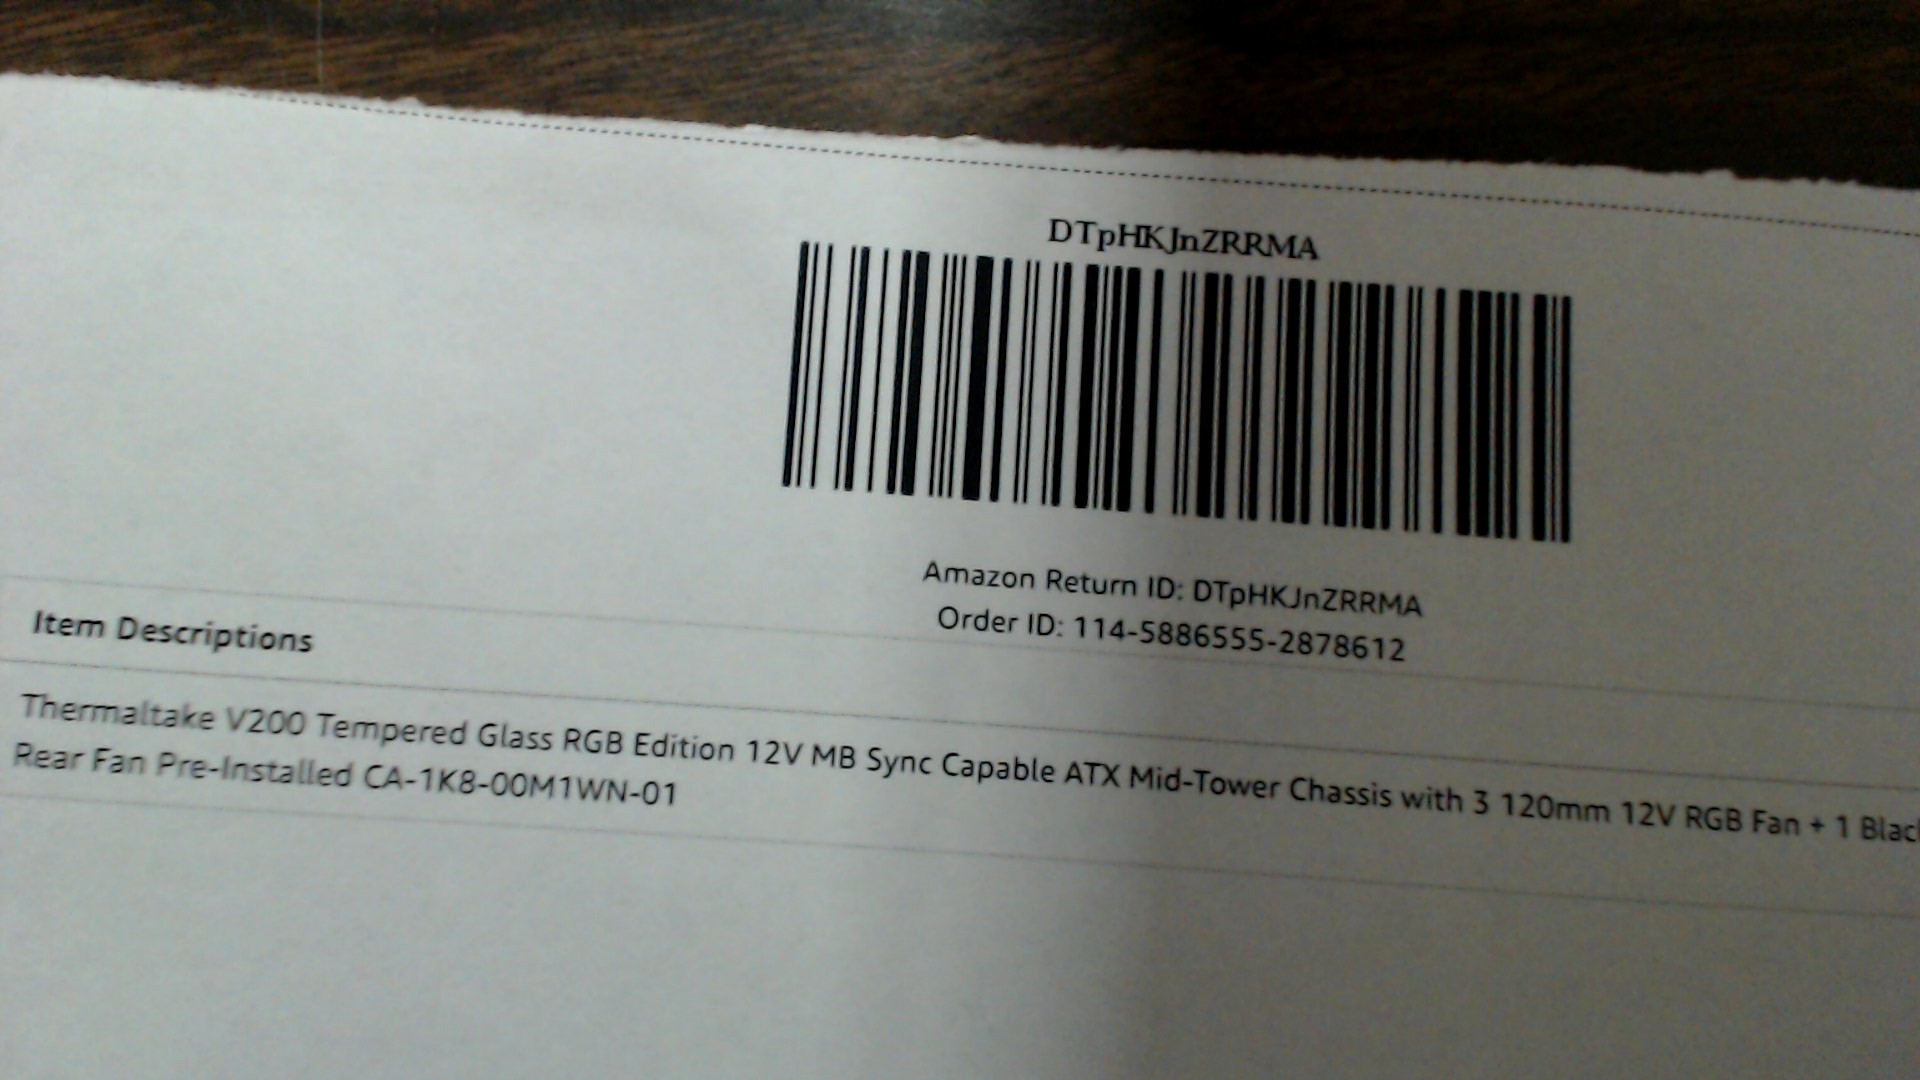 DTpHKJnZRRMA
Amazon Return ID: DTpHKJnZRRMA
Order ID: 114-5886555-2878612
Item Descriptions
Thermaltake V200 Tempered Glass RGB Edition 12V MB Sync Capable ATX Mid-Tower Chassis with 3 120mm 12V RGB Fan + 1
Rear Fan Pre-Installed CA-1K8-00M1WN-01